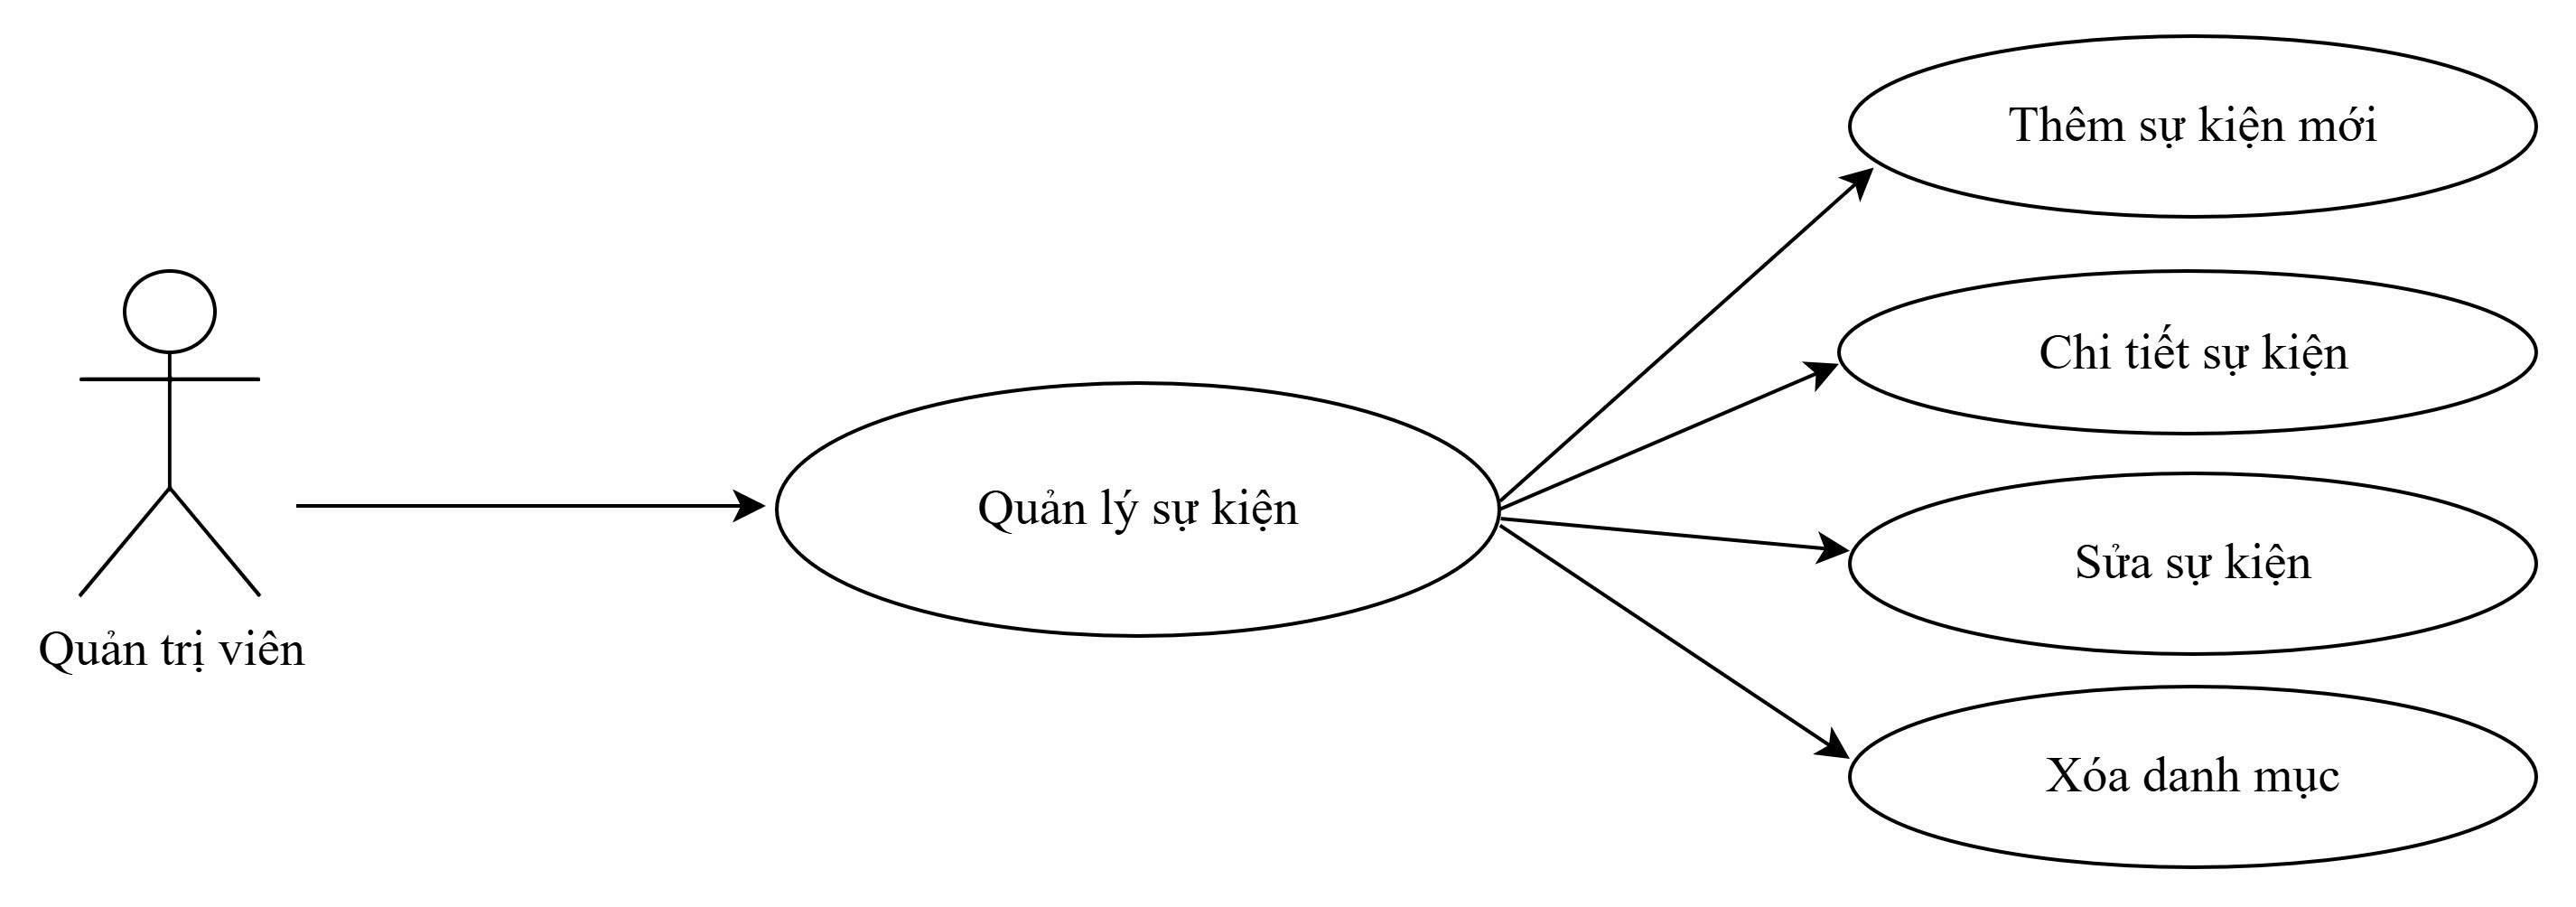 Thêm sự kiện mới
Chi tiết sự kiện
Quản lý sự kiện
Sửa sự kiện
Quản trị viên
Xóa danh mục